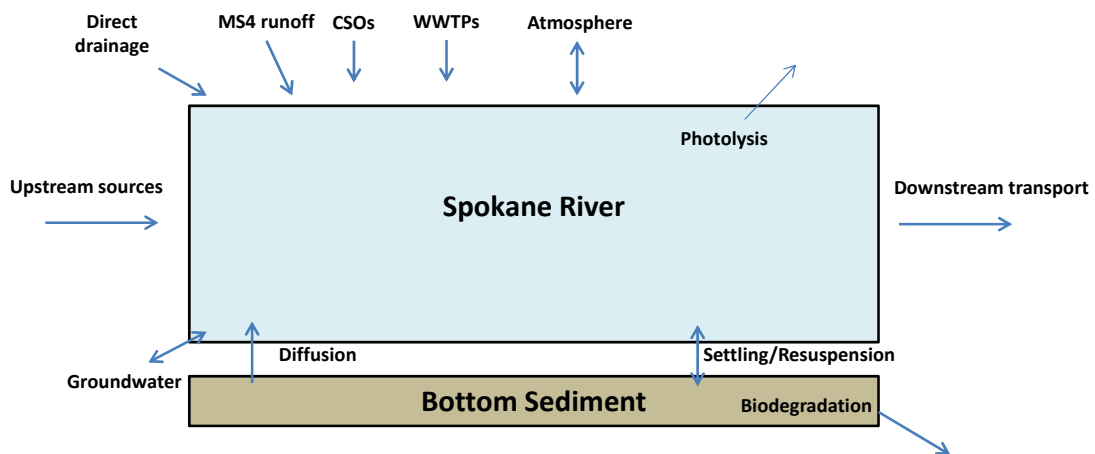 Direct
drainage
MS4 runoff
CSOs
WWTPs
Atmosphere
Photolysis
Upstream sources
Spokane River
Downstream transport
Diffusion
Settling/Resuspension
Groundwater
Bottom Sediment
Biodegradation